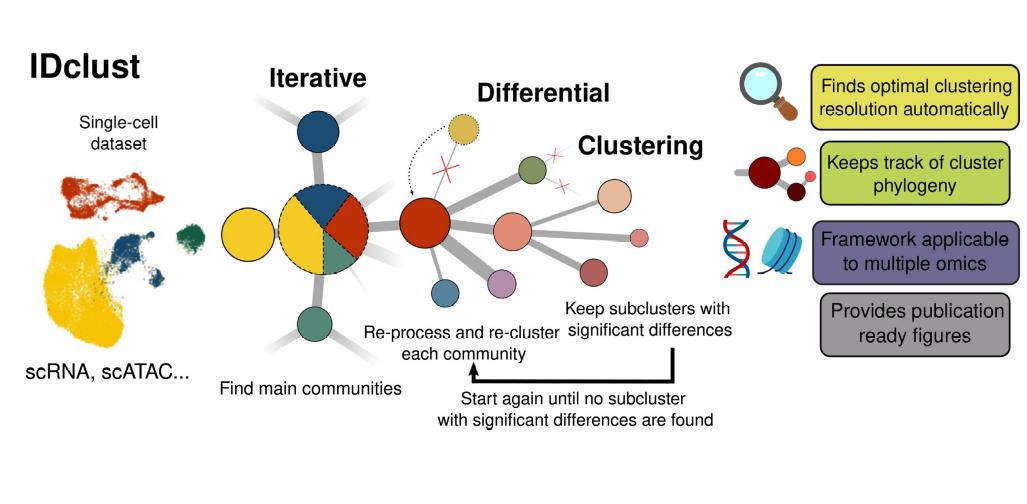 IDclust
Single-cell
dataset
scRNA, scATAC...
Iterative
Find main communities
Differential
Clustering
Re-process and re-cluster
each community
Keep subclusters with
significant differences
Start again until no subcluster
with significant differences are found
Finds optimal clustering
resolution automatically
Keeps track of cluster
phylogeny
Framework applicable
to multiple omics
Provides publication
ready figures